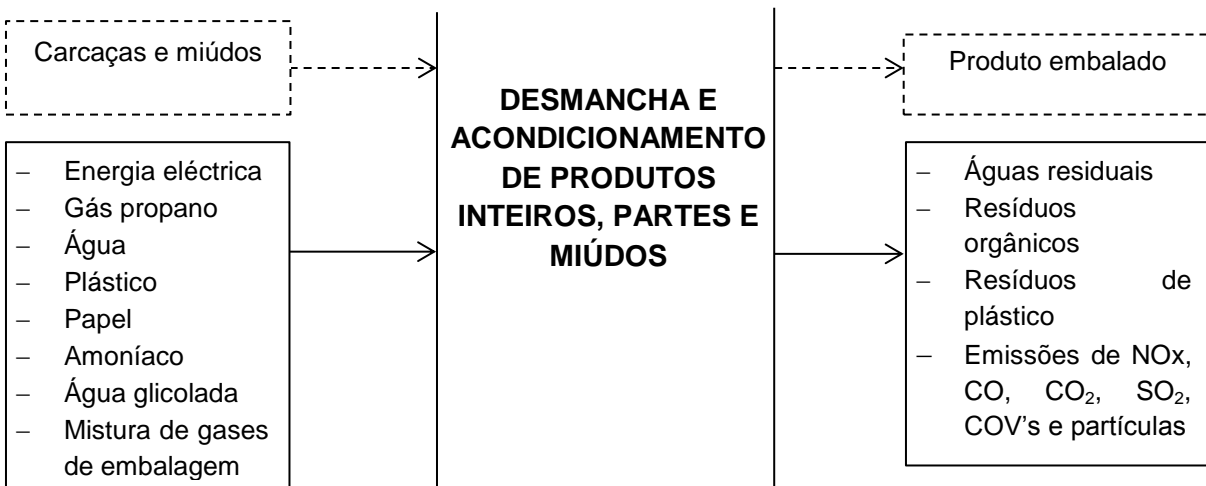 Carcaças e miúdos
– Energia eléctrica
– Gás propano
– Água
– Plástico
– Papel
– Amoníaco
– Água glicolada
– Mistura de gases
de embalagem
DESMANCHA E
ACONDICIONAMENTO
DE PRODUTOS
INTEIROS, PARTES E
MIÚDOS
Produto embalado
– Águas residuais
– Resíduos
orgânicos
– Resíduos de
plástico
– Emissões de NOx,
CO, CO₂, SO₂,
COV's e partículas